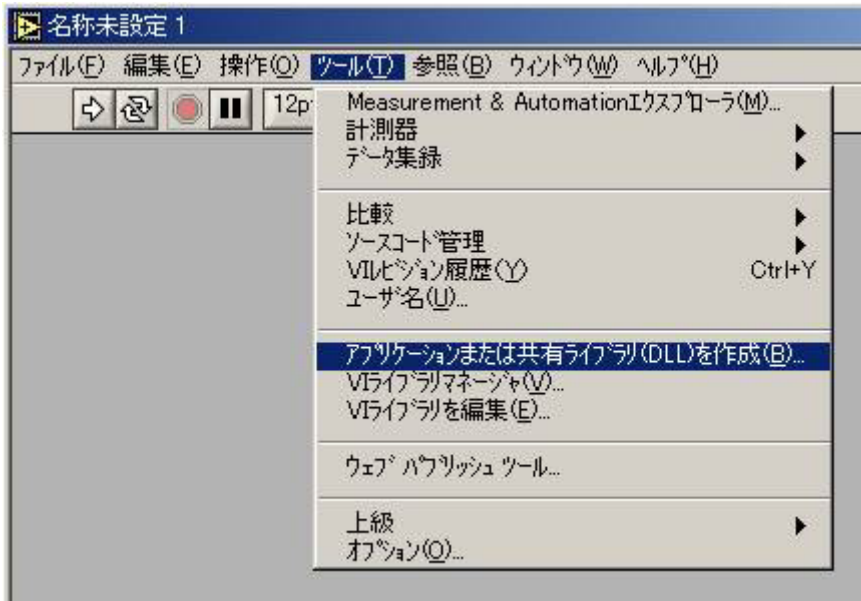 名称未設定 1
ﾌｧｲﾙ(F) 編集(E) 操作(O) ﾂｰﾙ(T) 参照(B) ｳｨﾝﾄﾞｳ(W) ﾍﾙﾌﾟ(H)
12p
Measurement & Automationｴｸｽﾌﾟﾛｰﾗ(M)...
計測器
ﾃﾞｰﾀ集録
比較
ｿｰｽｺｰﾄﾞ管理
VIﾚﾋﾞｼﾞｮﾝ履歴(Y) Ctrl+Y
ﾕｰｻﾞ名(U)...
ｱﾌﾟﾘｹｰｼｮﾝまたは共有ﾗｲﾌﾞﾗﾘ(DLL)を作成(B)...
VIﾗｲﾌﾞﾗﾘﾏﾈｰｼﾞｬ(V)...
VIﾗｲﾌﾞﾗﾘを編集(E)...
ｳｪﾌﾞ ﾊﾟﾌﾞﾘｯｼｭ ﾂｰﾙ...
上級
ｵﾌﾟｼｮﾝ(O)...